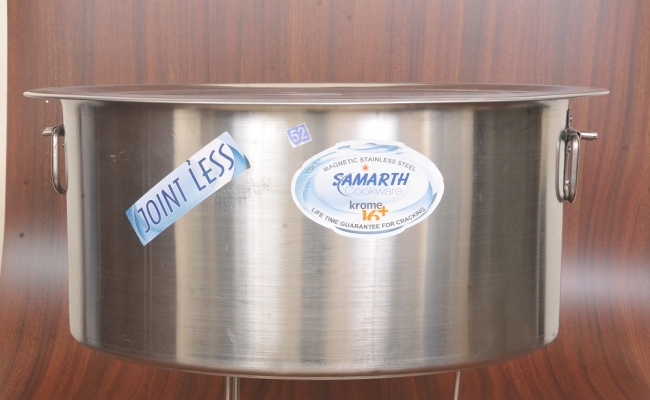 JOINT LESS
52
MAGNETIC STAINLESS STEEL
SAMARTH
Cookware
krome
16+
LIFE TIME GUARANTEE FOR CRACKING